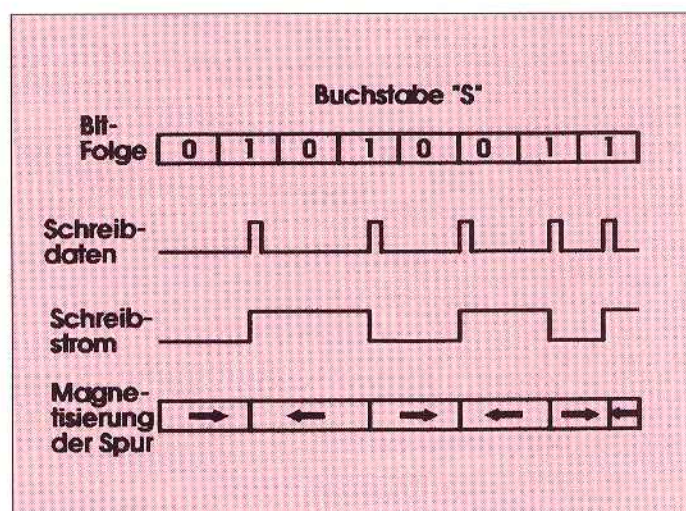 Buchstabe "S"
Bit-
Folge 0 1 0 1 0 0 1 1
Schreib-
daten
Schreib-
strom
Magne-
tisierung
der Spur